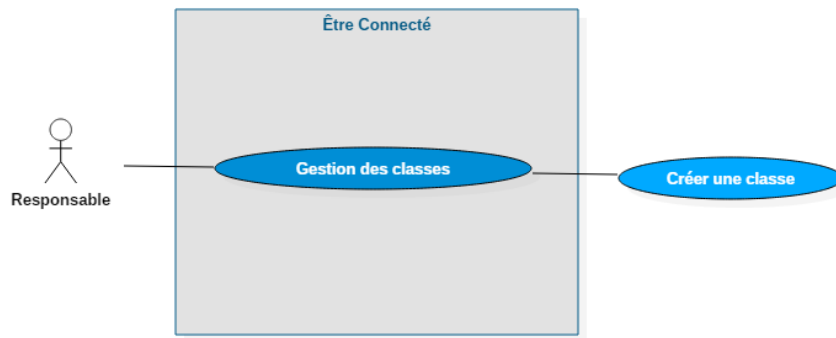 Être Connecté
Gestion des classes
Créer une classe
Responsable